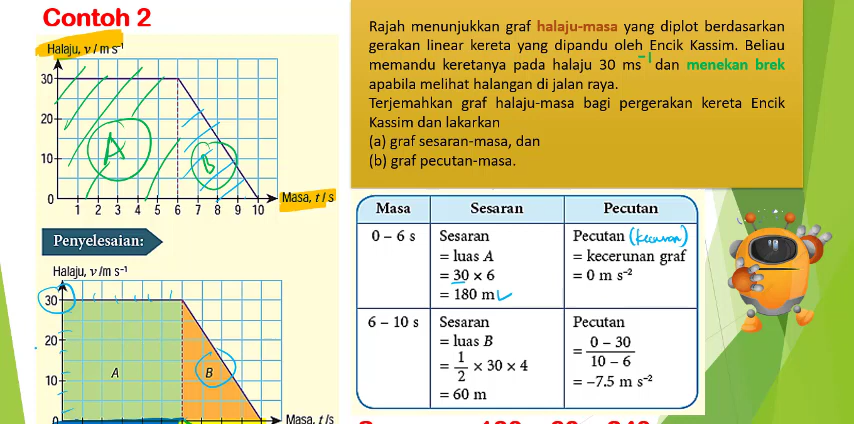 Contoh 2
Halaju, v / m s⁻¹
30
20
10
0
1 2 3 4 5 6 7 8 9 10
Masa, t / s
A
B
Rajah menunjukkan graf halaju-masa yang diplot berdasarkan
gerakan linear kereta yang dipandu oleh Encik Kassim. Beliau
memandu keretanya pada halaju 30 ms⁻¹ dan menekan brek
apabila melihat halangan di jalan raya.
Terjemahkan graf halaju-masa bagi pergerakan kereta Encik
Kassim dan lakarkan
(a) graf sesaran-masa, dan
(b) graf pecutan-masa.
Penyelesaian:
Halaju, v /m s⁻¹
30
20
10
0
A
B
Masa, t/s
Masa Sesaran Pecutan
0 – 6 s
Sesaran
= luas A
= 30 × 6
= 180 m
Pecutan (kecerunan)
= kecerunan graf
= 0 m s⁻²
6 – 10 s
Sesaran
= luas B
= 1/2 × 30 × 4
= 60 m
Pecutan
= 0 – 30 / 10 – 6
= –7.5 m s⁻²